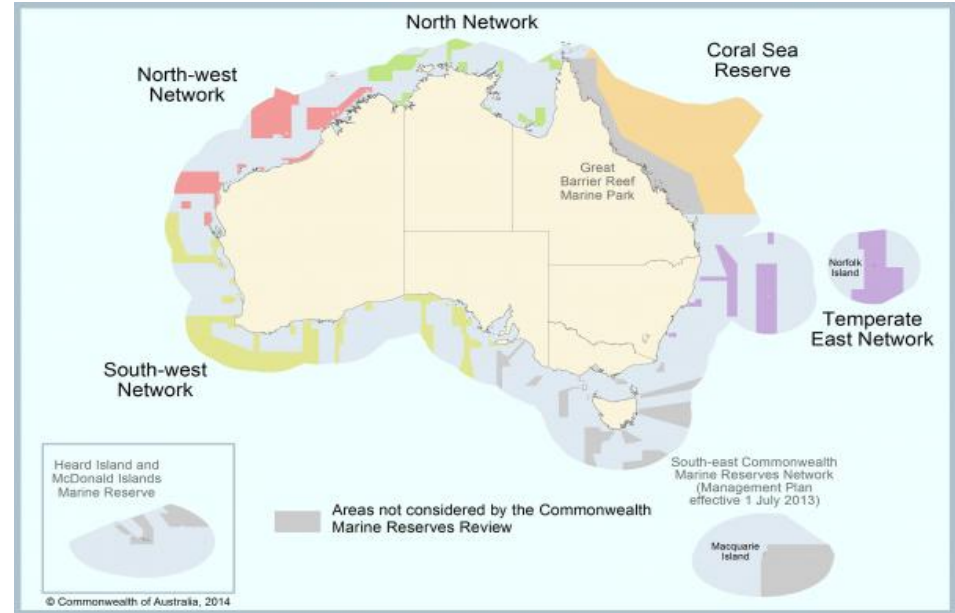 North Network
Coral Sea
Reserve
North-west
Network
Great
Barrier Reef
Marine Park
Norfolk
Island
Temperate
East Network
South-west
Network
Heard Island and
McDonald Islands
Marine Reserve
South-east Commonwealth
Marine Reserves Network
(Management Plan
effective 1 July 2013)
Areas not considered by the Commonwealth
Marine Reserves Review
Macquarie
Island
© Commonwealth of Australia, 2014